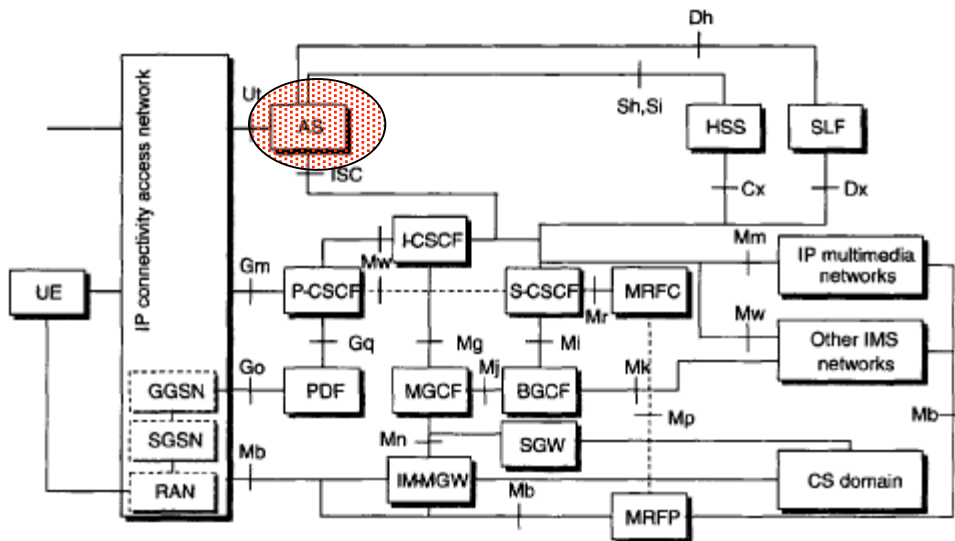 Dh
Ut
AS
Sh,Si
HSS
SLF
ISC
Cx
Dx
IP connectivity access network
I-CSCF
Mm
IP multimedia
networks
Gm
Mw
UE
P-CSCF
S-CSCF
MRFC
Mr
Mw
Other IMS
networks
Gq
Mg
Mi
Go
Mj
Mk
GGSN
PDF
MGCF
BGCF
Mp
Mb
SGSN
Mn
SGW
Mb
RAN
IM-MGW
Mb
CS domain
MRFP